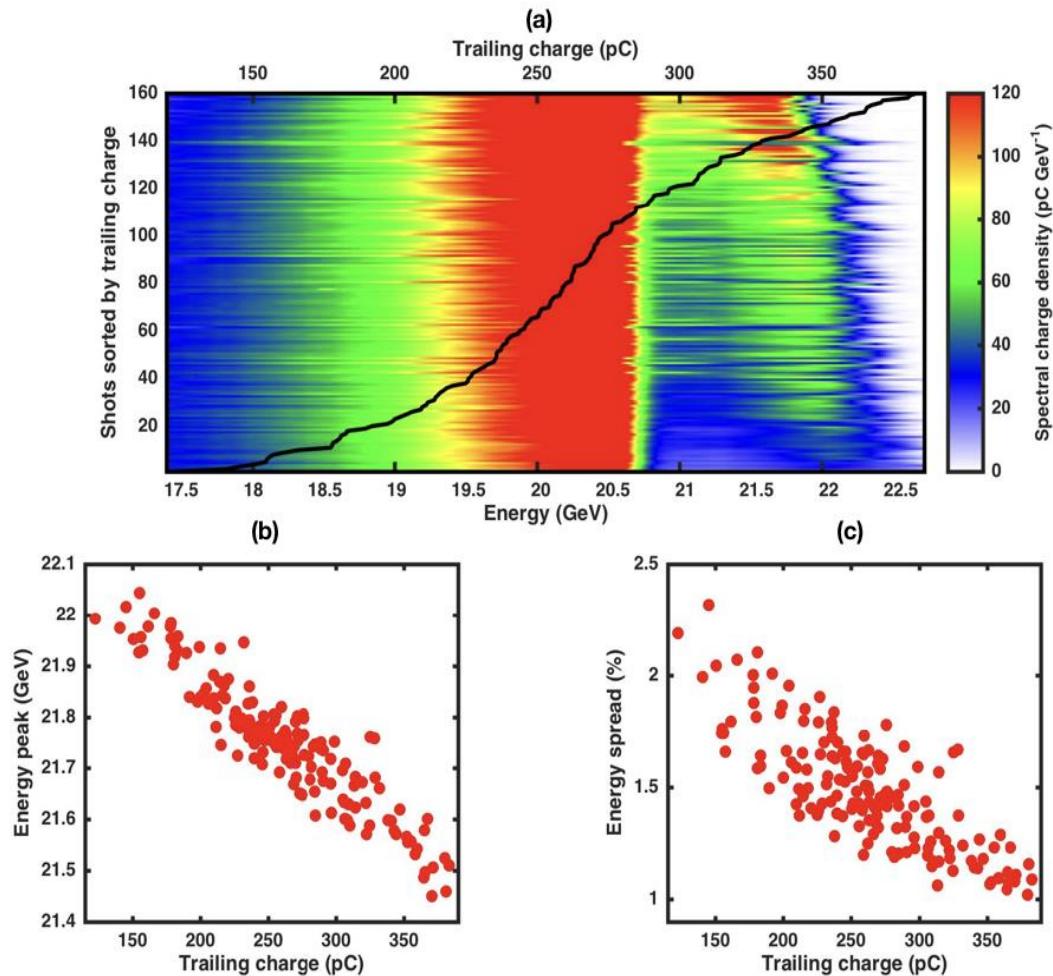 (a)
Trailing charge (pC)
150 200 250 300 350
Shots sorted by trailing charge
160
140
120
100
80
60
40
20
17.5 18 18.5 19 19.5 20 20.5 21 21.5 22 22.5
Energy (GeV)
120
100
80
60
40
20
0
Spectral charge density (pC GeV⁻¹)
(b)
Energy peak (GeV)
22.1
22
21.9
21.8
21.7
21.6
21.5
21.4
150 200 250 300 350
Trailing charge (pC)
(c)
Energy spread (%)
2.5
2
1.5
1
150 200 250 300 350
Trailing charge (pC)